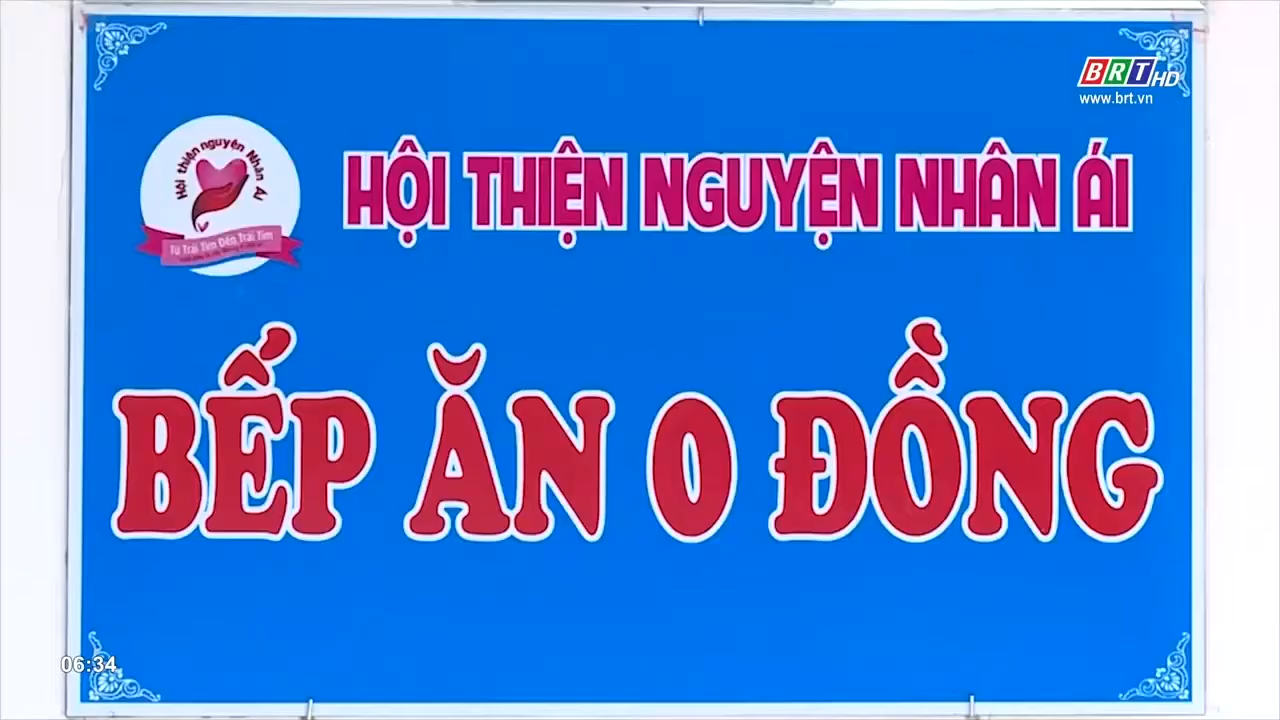 BRT HD
www.brt.vn
Hội thiện nguyện Nhân Ái
HỘI THIỆN NGUYỆN NHÂN ÁI
Từ Trái Tim Đến Trái Tim
BẾP ĂN 0 ĐỒNG
06:34